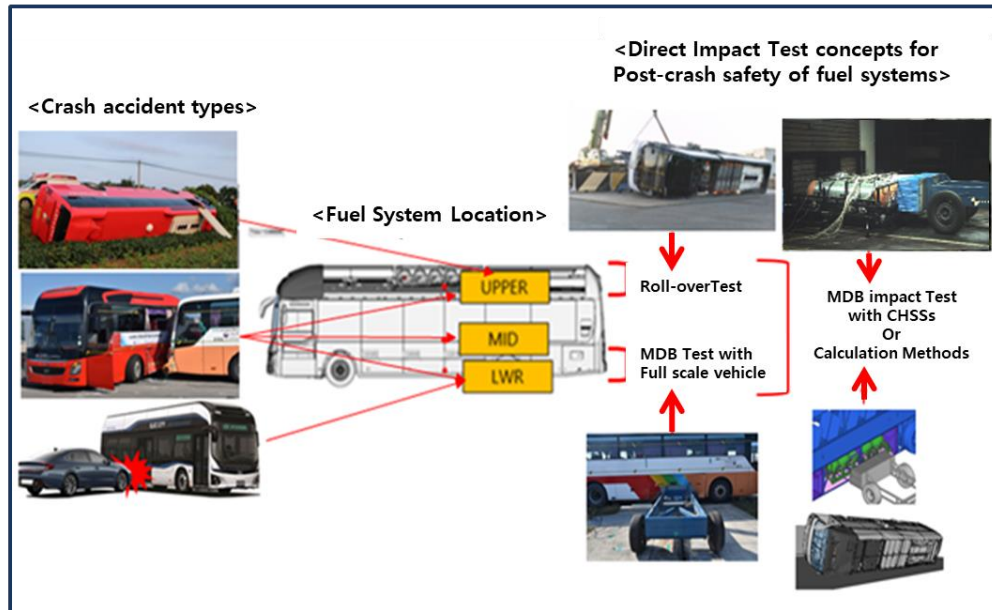 <Direct Impact Test concepts for
Post-crash safety of fuel systems>
<Crash accident types>
<Fuel System Location>
UPPER
MID
LWR
Roll-overTest
MDB Test with
Full scale vehicle
MDB impact Test
with CHSSs
Or
Calculation Methods